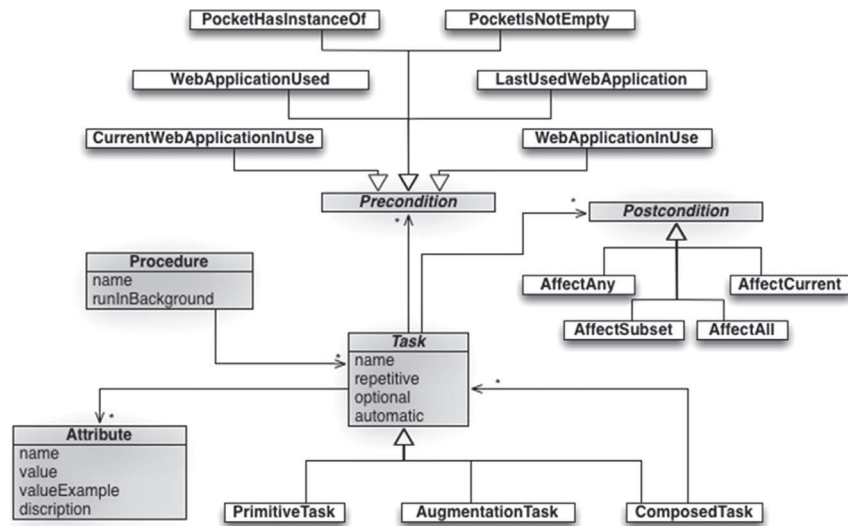 PocketHasInstanceOf
PocketIsNotEmpty
WebApplicationUsed
LastUsedWebApplication
CurrentWebApplicationInUse
WebApplicationInUse
Precondition
*
*
Postcondition
Procedure
name
runInBackground
AffectAny
AffectCurrent
AffectSubset
AffectAll
*
Task
name
repetitive
optional
automatic
*
*
Attribute
name
value
valueExample
discription
PrimitiveTask
AugmentationTask
ComposedTask